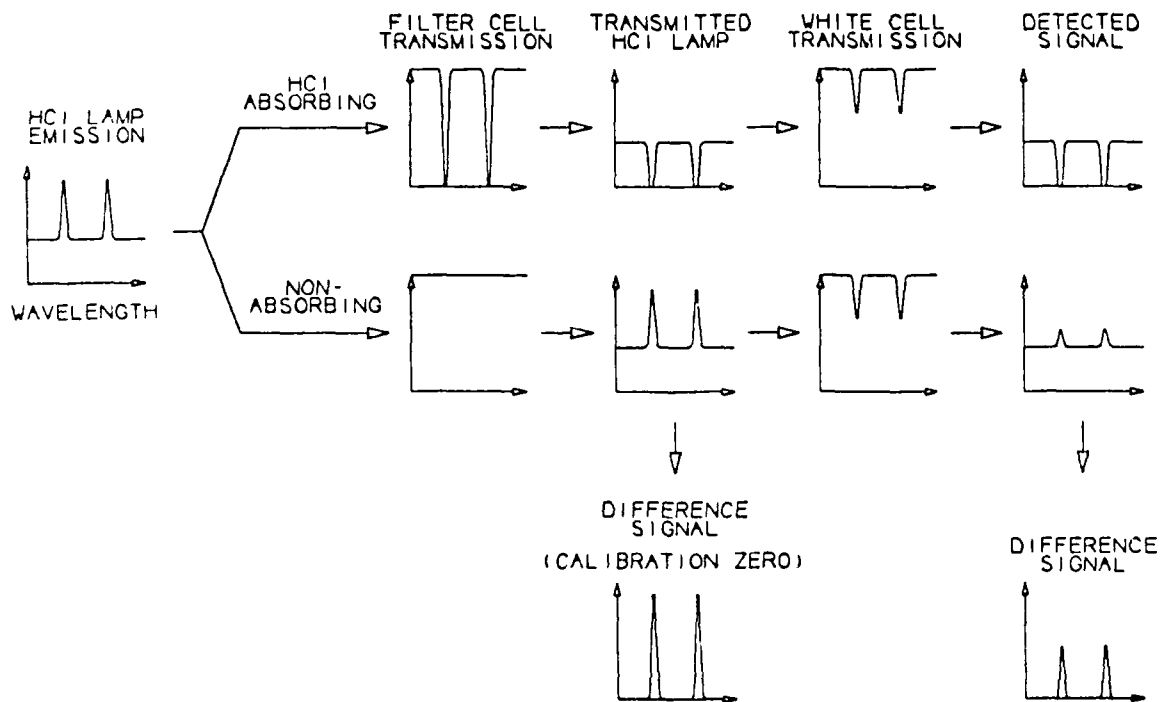 FILTER CELL
TRANSMISSION
TRANSMITTED
HCl LAMP
WHITE CELL
TRANSMISSION
DETECTED
SIGNAL
HCl
ABSORBING
HCl LAMP
EMISSION
NON-
ABSORBING
WAVELENGTH
DIFFERENCE
SIGNAL
(CALIBRATION ZERO)
DIFFERENCE
SIGNAL